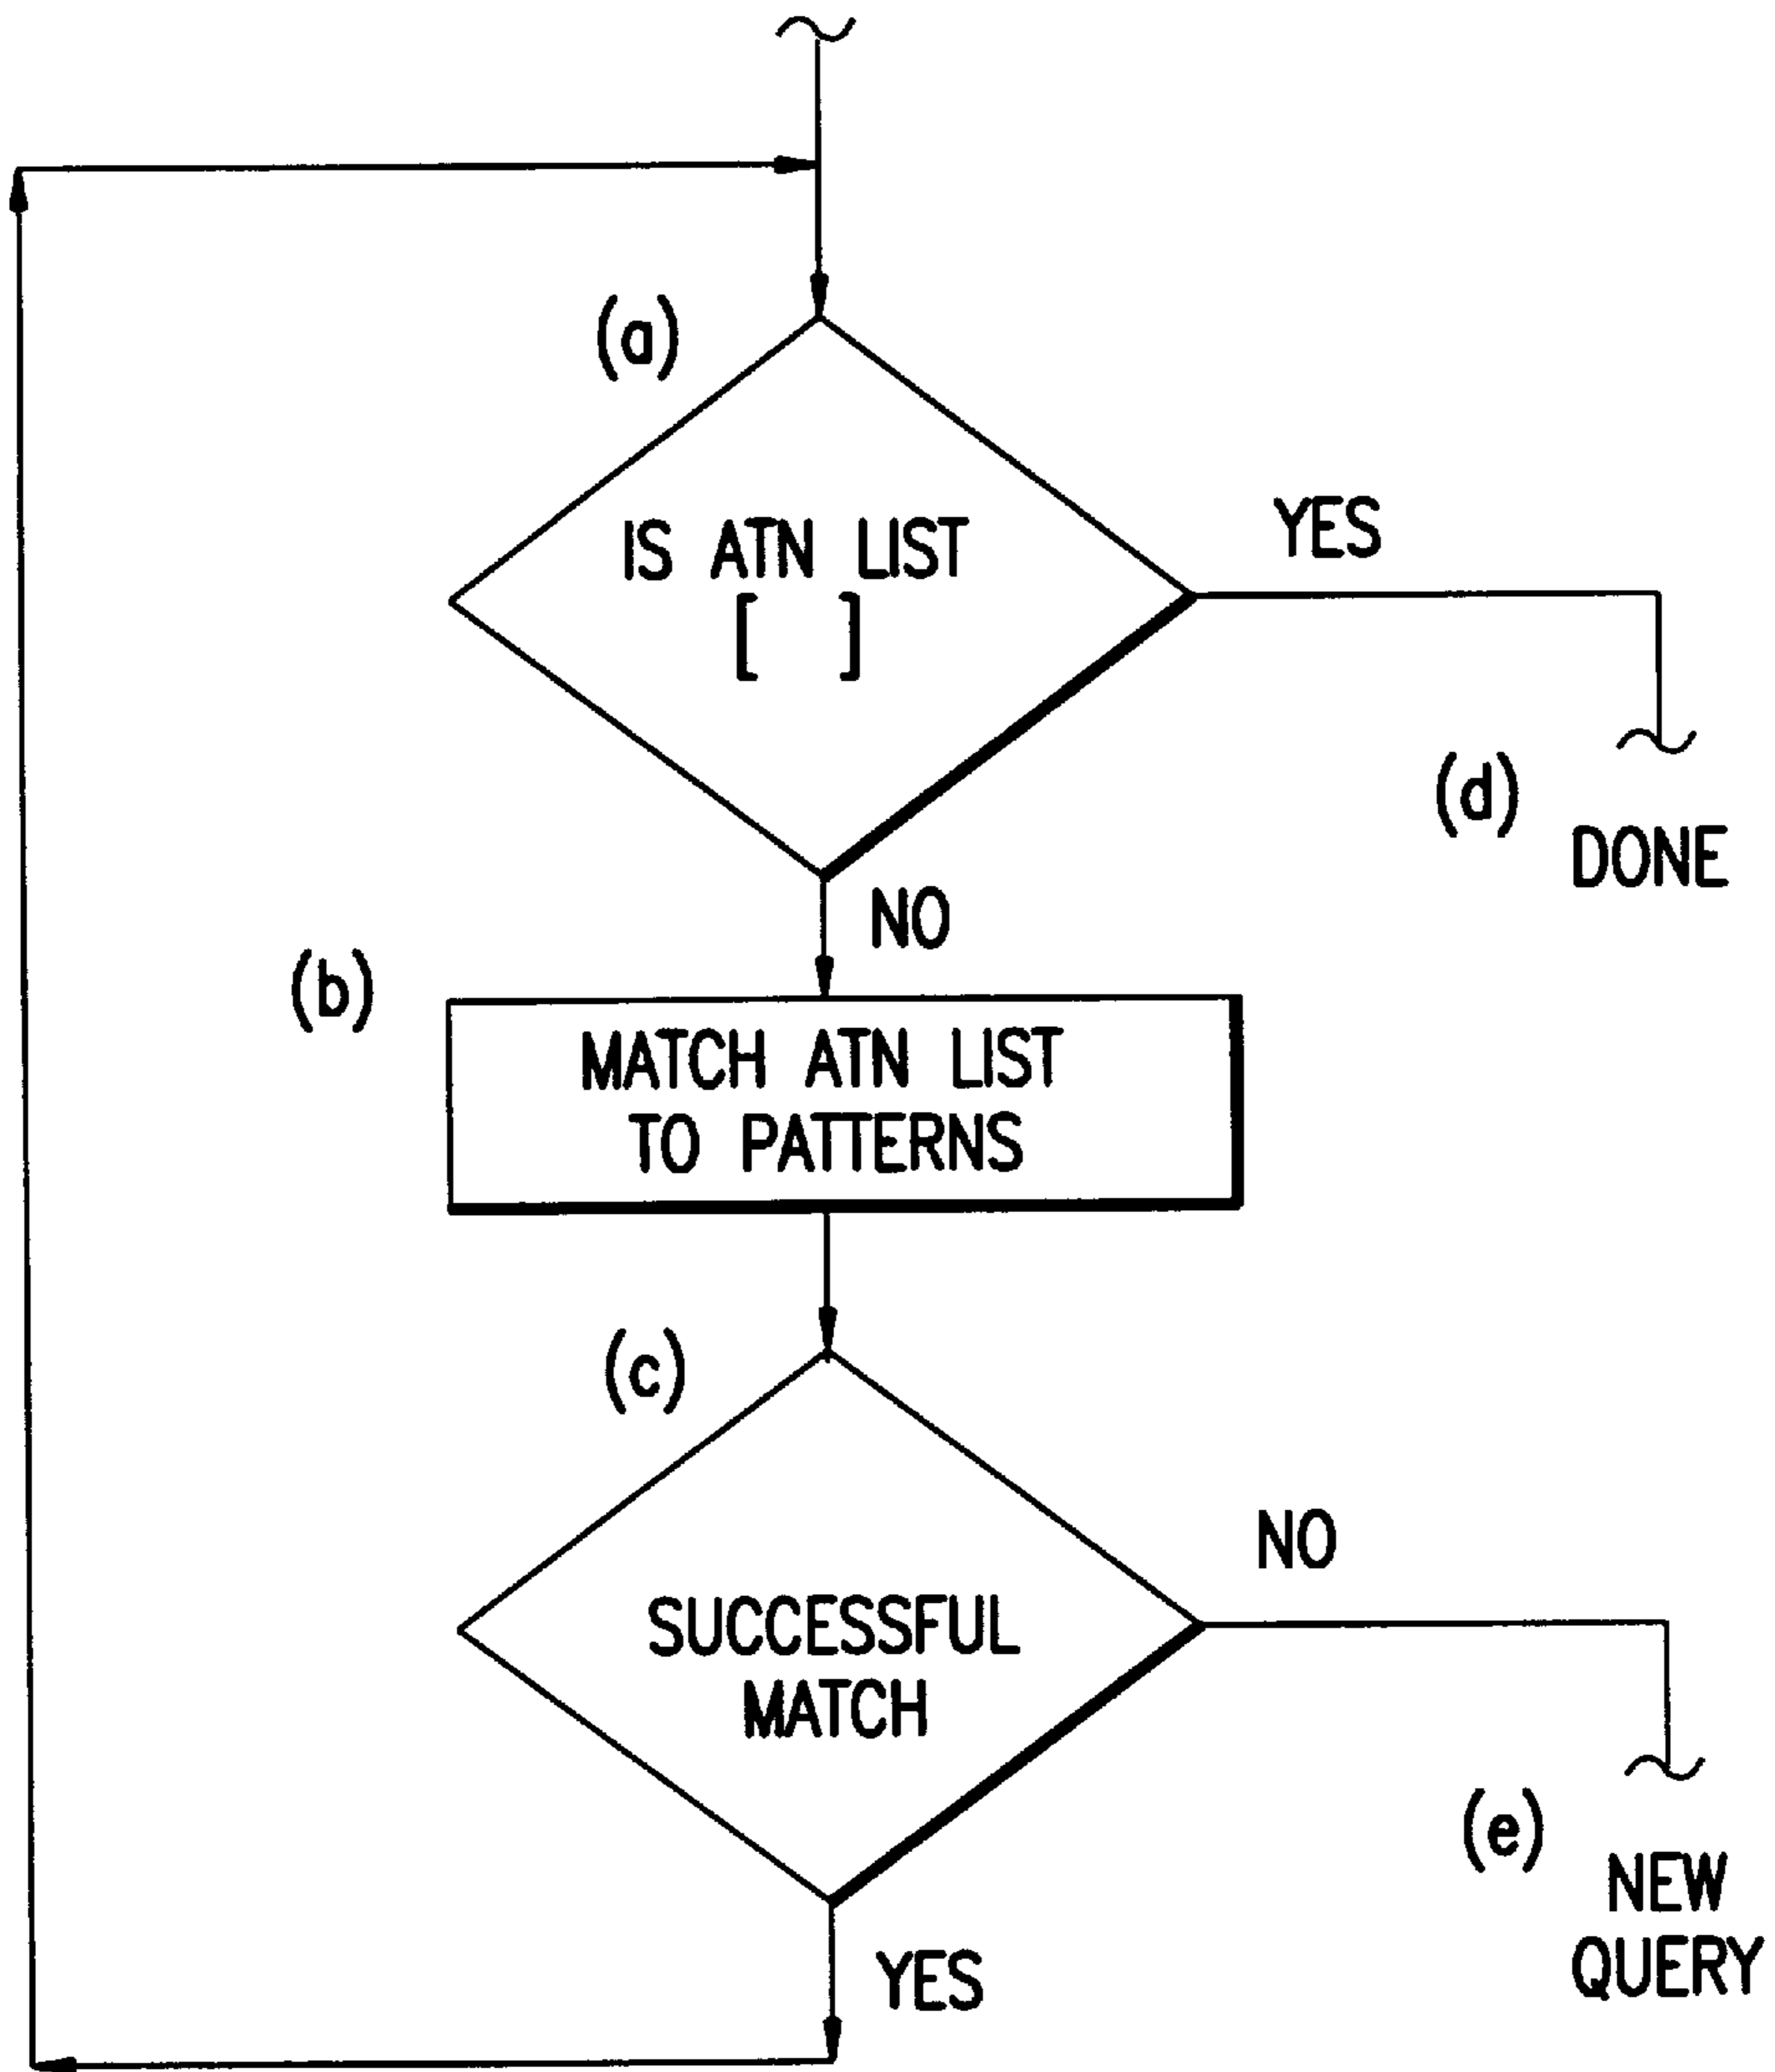 (a)
IS ATN LIST
[ ]
YES
(d)
DONE
NO
(b)
MATCH ATN LIST
TO PATTERNS
(c)
SUCCESSFUL
MATCH
NO
(e)
NEW
QUERY
YES